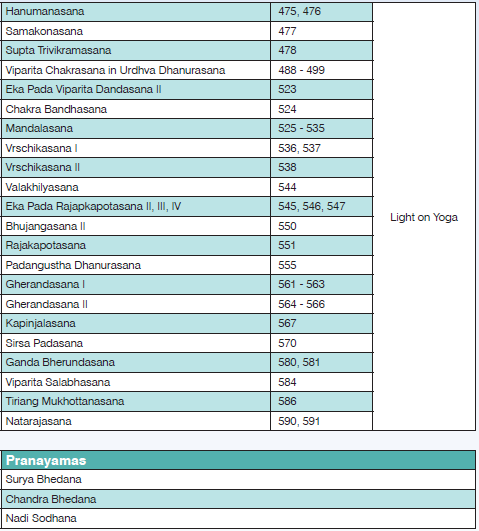 Hanumanasana 475, 476
Samakonasana 477
Supta Trivikramasana 478
Viparita Chakrasana in Urdhva Dhanurasana 488 - 499
Eka Pada Viparita Dandasana II 523
Chakra Bandhasana 524
Mandalasana 525 - 535
Vrschikasana I 536, 537
Vrschikasana II 538
Valakhilyasana 544
Eka Pada Rajapkapotasana II, III, IV 545, 546, 547
Light on Yoga
Bhujangasana II 550
Rajakapotasana 551
Padangustha Dhanurasana 555
Gherandasana I 561 - 563
Gherandasana II 564 - 566
Kapinjalasana 567
Sirsa Padasana 570
Ganda Bherundasana 580, 581
Viparita Salabhasana 584
Tiriang Mukhottanasana 586
Natarajasana 590, 591
Pranayamas
Surya Bhedana
Chandra Bhedana
Nadi Sodhana